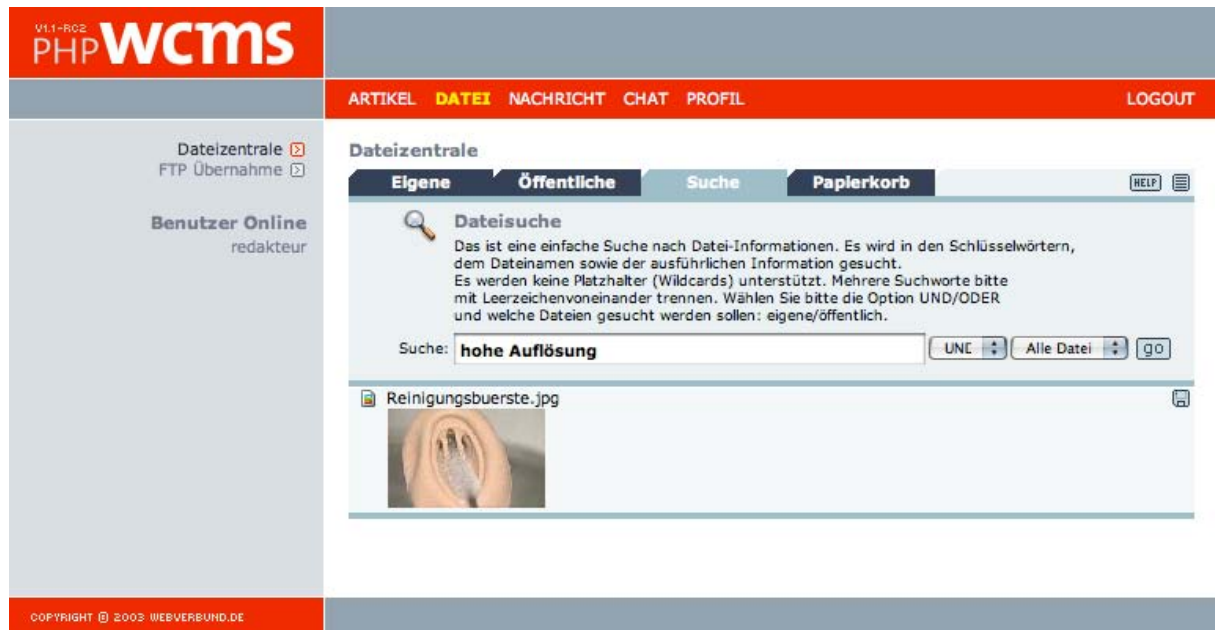 V1.1-RC2
PHPWCMS
ARTIKEL DATEI NACHRICHT CHAT PROFIL LOGOUT
Dateizentrale
FTP Übernahme
Benutzer Online
redakteur
Dateizentrale
Eigene Öffentliche Suche Papierkorb HELP
Dateisuche
Das ist eine einfache Suche nach Datei-Informationen. Es wird in den Schlüsselwörtern,
dem Dateinamen sowie der ausführlichen Information gesucht.
Es werden keine Platzhalter (Wildcards) unterstützt. Mehrere Suchworte bitte
mit Leerzeichenvoneinander trennen. Wählen Sie bitte die Option UND/ODER
und welche Dateien gesucht werden sollen: eigene/öffentlich.
Suche: hohe Auflösung UNE Alle Datei go
Reinigungsbuerste.jpg
COPYRIGHT © 2003 WEBVERBUND.DE